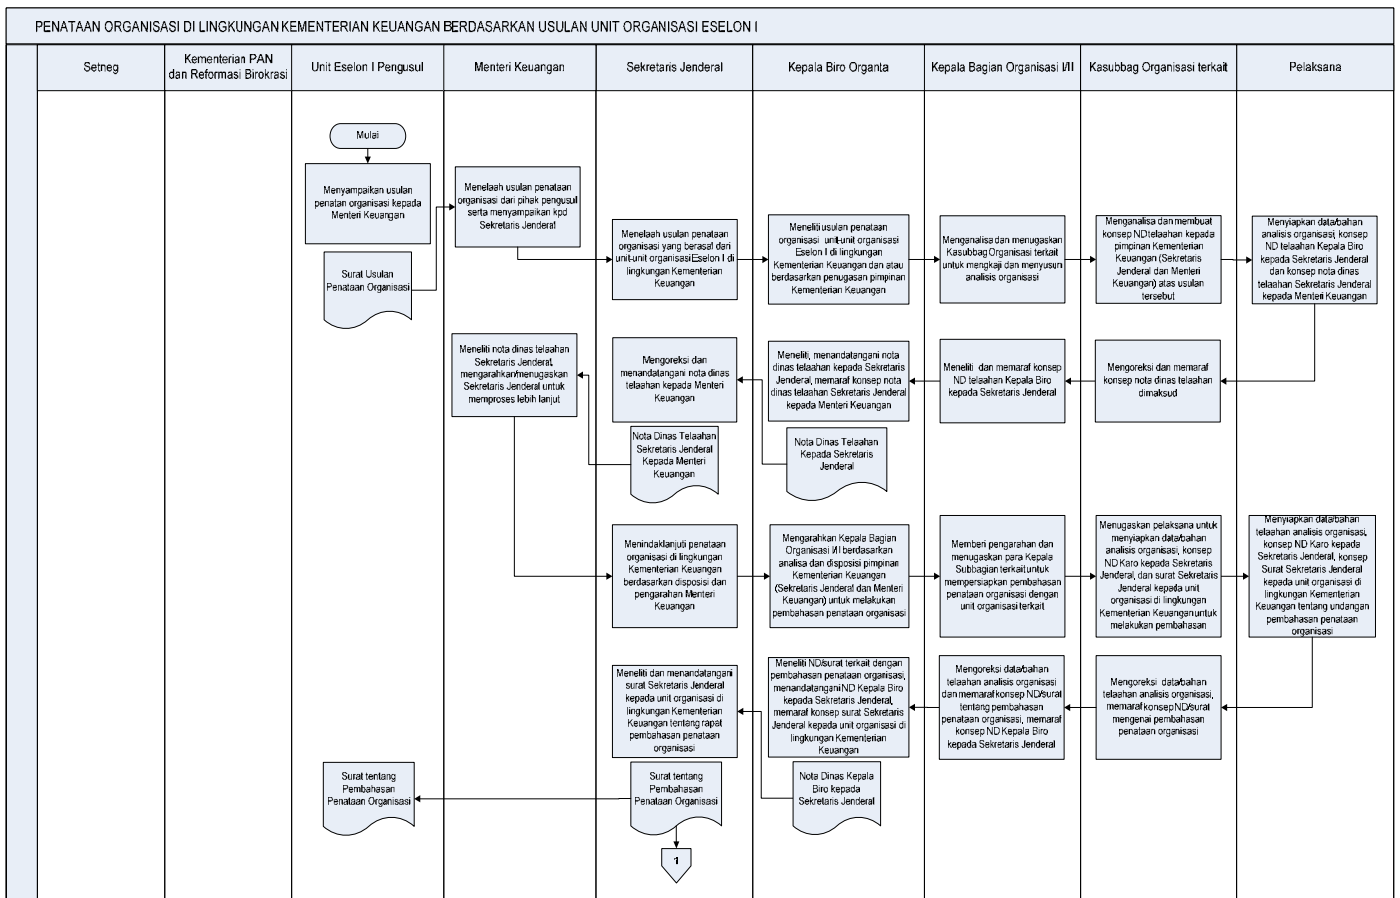 PENATAAN ORGANISASI DI LINGKUNGAN KEMENTERIAN KEUANGAN BERDASARKAN USULAN UNIT ORGANISASI ESELON I
Setneg
Kementerian PAN
dan Reformasi Birokrasi
Unit Eselon I Pengusul
Menteri Keuangan
Sekretaris Jenderal
Kepala Biro Organta
Kepala Bagian Organisasi I/II
Kasubbag Organisasi terkait
Pelaksana
Mulai
Menyampaikan usulan
penatan organisasi kepada
Menteri Keuangan
Surat Usulan
Penataan Organisasi
Menelaah usulan penataan
organisasi dari pihak pengusul
serta menyampaikan kpd
Sekretaris Jenderal
Menelaah usulan penataan
organisasi yang berasal dari
unit-unit organisasi Eselon I di
lingkungan Kementerian
Keuangan
Meneliti usulan penataan
organisasi unit-unit organisasi
Eselon I di lingkungan
Kementerian Keuangan dan atau
berdasarkan penugasan pimpinan
Kementerian Keuangan
Menganalisa dan menugaskan
Kasubbag Organisasi terkait
untuk mengkaji dan menyusun
analisis organisasi
Menganalisa dan membuat
konsep ND telaahan kepada
pimpinan Kementerian
Keuangan (Sekretaris
Jenderal dan Menteri
Keuangan) atas usulan
tersebut
Menyiapkan data/bahan
analisis organisasi, konsep
ND telaahan Kepala Biro
kepada Sekretaris Jenderal
dan konsep nota dinas
telaahan Sekretaris Jenderal
kepada Menteri Keuangan
Meneliti nota dinas telaahan
Sekretaris Jenderal,
mengarahkan/menugaskan
Sekretaris Jenderal untuk
memproses lebih lanjut
Mengoreksi dan
menandatangani nota dinas
telaahan kepada Menteri
Keuangan
Meneliti, menandatangani nota
dinas telaahan kepada Sekretaris
Jenderal, memaraf konsep nota
dinas telaahan Sekretaris Jenderal
kepada Menteri Keuangan
Meneliti dan memaraf konsep
ND telaahan Kepala Biro
kepada Sekretaris Jenderal
Mengoreksi dan memaraf
konsep nota dinas telaahan
dimaksud
Nota Dinas Telaahan
Sekretaris Jenderal
Kepada Menteri
Keuangan
Nota Dinas Telaahan
Kepada Sekretaris
Jenderal
Menindaklanjuti penataan
organisasi di lingkungan
Kementerian Keuangan
berdasarkan disposisi dan
pengarahan Menteri
Keuangan
Mengarahkan Kepala Bagian
Organisasi I/II berdasarkan
analisa dan disposisi pimpinan
Kementerian Keuangan
(Sekretaris Jenderal dan Menteri
Keuangan) untuk melakukan
pembahasan penataan organisasi
Memberi pengarahan dan
menugaskan para Kepala
Subbagian terkait untuk
mempersiapkan pembahasan
penataan organisasi dengan
unit organisasi terkait
Menugaskan pelaksana untuk
menyiapkan data/bahan
analisis organisasi, konsep
ND Karo kepada Sekretaris
Jenderal, dan surat Sekretaris
Jenderal kepada unit
organisasi di lingkungan
Kementerian Keuangan untuk
melakukan pembahasan
Menyiapkan data/bahan
telaahan analisis organisasi,
konsep ND Karo kepada
Sekretaris Jenderal, konsep
Surat Sekretaris Jenderal
kepada unit organisasi di
lingkungan Kementerian
Keuangan tentang undangan
pembahasan penataan
organisasi
Meneliti dan menandatangani
surat Sekretaris Jenderal
kepada unit organisasi di
lingkungan Kementerian
Keuangan tentang rapat
pembahasan penataan
organisasi
Meneliti ND/surat terkait dengan
pembahasan penataan organisasi,
menandatangani ND Kepala Biro
kepada Sekretaris Jenderal,
memaraf konsep surat Sekretaris
Jenderal kepada unit organisasi di
lingkungan Kementerian
Keuangan
Mengoreksi data/bahan
telaahan analisis organisasi
dan memaraf konsep ND/surat
tentang pembahasan
penataan organisasi, memaraf
konsep ND Kepala Biro
kepada Sekretaris Jenderal
Mengoreksi data/bahan
telaahan analisis organisasi,
memaraf konsep ND/surat
mengenai pembahasan
penataan organisasi
Surat tentang
Pembahasan
Penataan Organisasi
Surat tentang
Pembahasan
Penataan Organisasi
Nota Dinas Kepala
Biro kepada
Sekretaris Jenderal
1